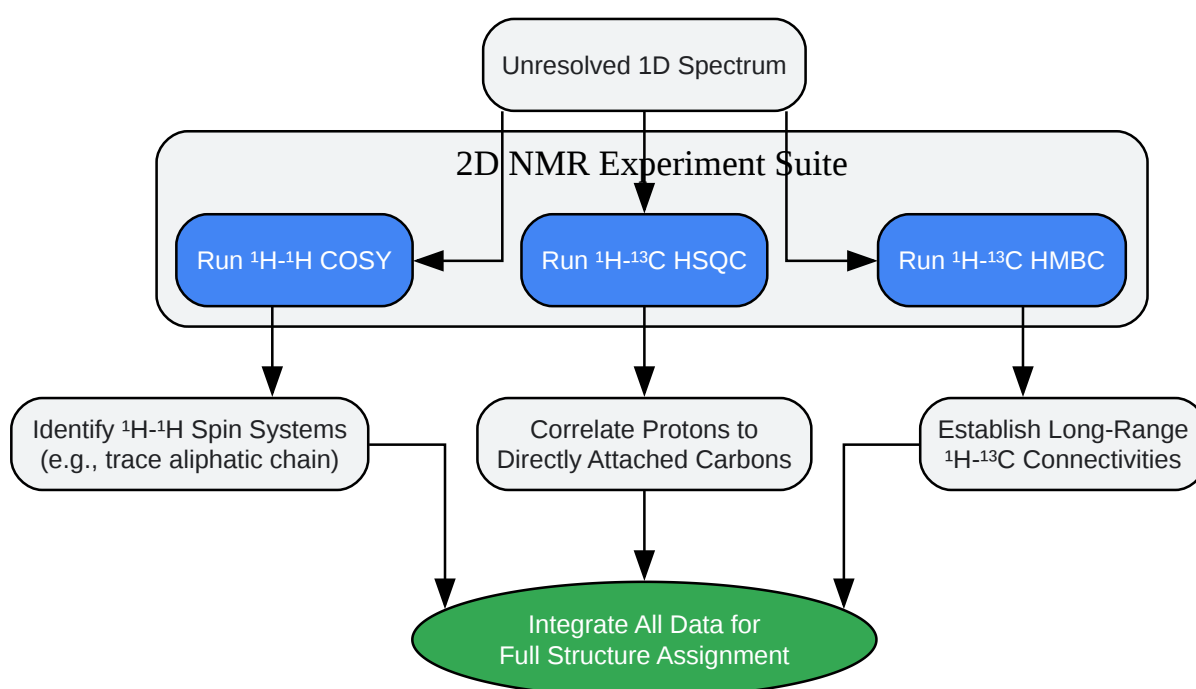 Unresolved 1D Spectrum
2D NMR Experiment Suite
Run ¹H-¹H COSY
Run ¹H-¹³C HSQC
Run ¹H-¹³C HMBC
Identify ¹H-¹H Spin Systems
(e.g., trace aliphatic chain)
Correlate Protons to
Directly Attached Carbons
Establish Long-Range
¹H-¹³C Connectivities
Integrate All Data for
Full Structure Assignment